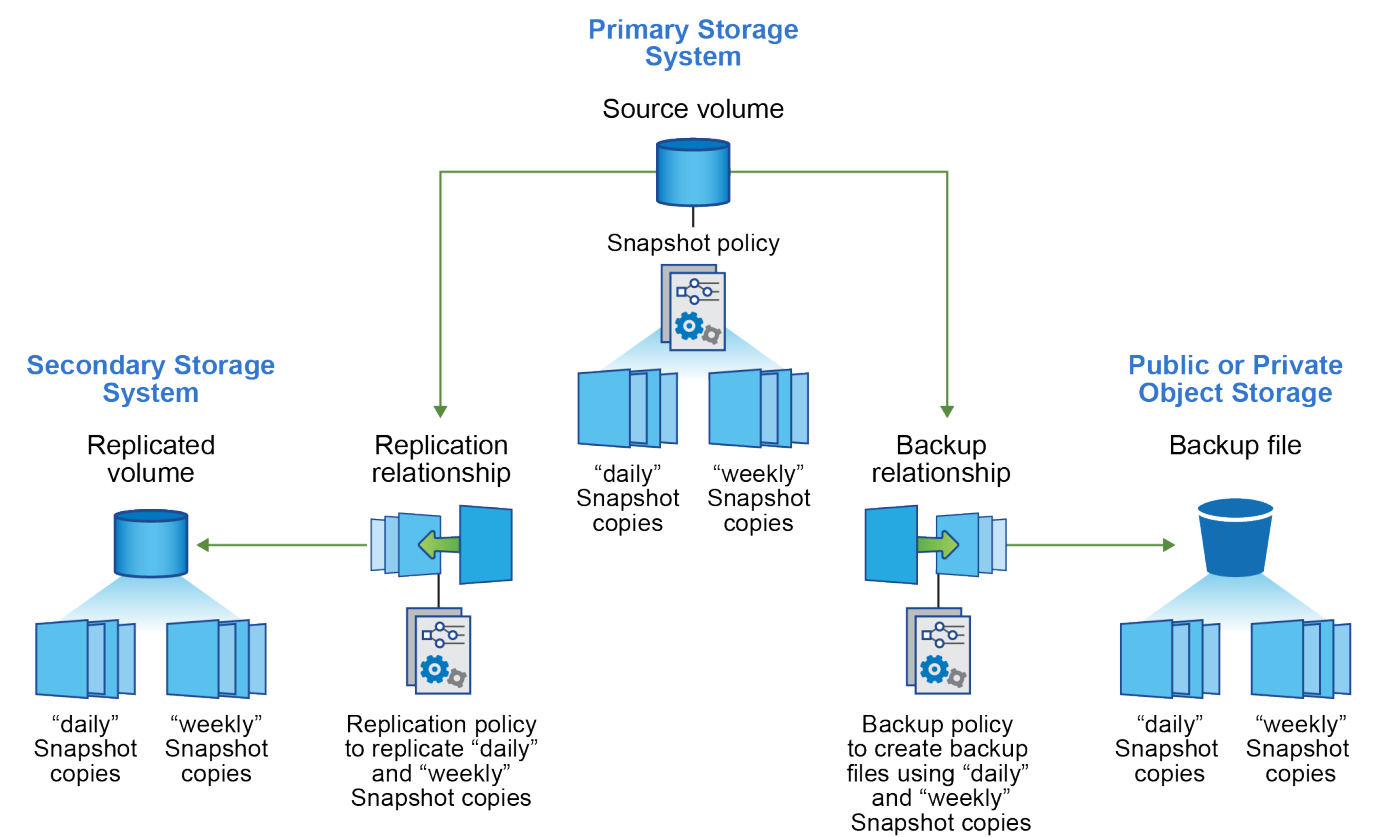 Primary Storage
System
Source volume
Snapshot policy
“daily”
Snapshot
copies
“weekly”
Snapshot
copies
Secondary Storage
System
Replicated
volume
“daily”
Snapshot
copies
“weekly”
Snapshot
copies
Replication
relationship
Replication policy
to replicate “daily”
and “weekly”
Snapshot copies
Backup
relationship
Backup policy
to create backup
files using “daily”
and “weekly”
Snapshot copies
Public or Private
Object Storage
Backup file
“daily”
Snapshot
copies
“weekly”
Snapshot
copies